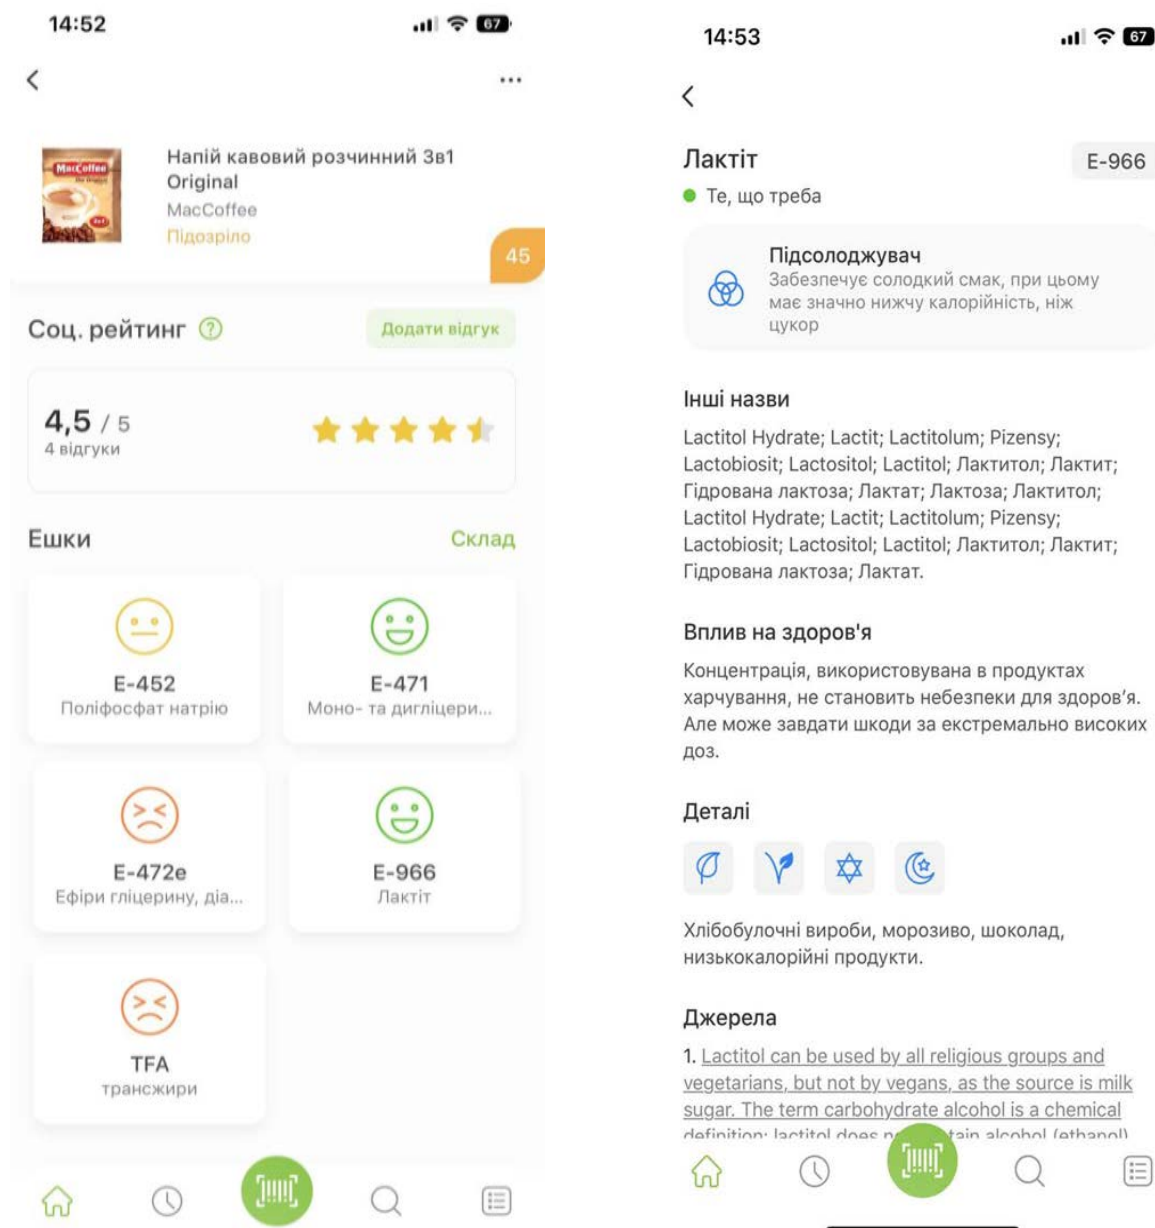 14:52
67
Напій кавовий розчинний 3в1
Original
MacCoffee
Підозріло
45
MacCoffee
3в1
Соц. рейтинг ?
Додати відгук
4,5 / 5
4 відгуки
Ешки
Склад
E-452
Поліфосфат натрію
E-471
Моно- та дигліцери...
E-472e
Ефіри гліцерину, діа...
E-966
Лактіт
TFA
трансжири
14:53
67
Лактіт
E-966
Те, що треба
Підсолоджувач
Забезпечує солодкий смак, при цьому
має значно нижчу калорійність, ніж
цукор
Інші назви
Lactitol Hydrate; Lactit; Lactitolum; Pizensy;
Lactobiosit; Lactositol; Lactitol; Лактитол; Лактит;
Гідрована лактоза; Лактат; Лактоза; Лактитол;
Lactitol Hydrate; Lactit; Lactitolum; Pizensy;
Lactobiosit; Lactositol; Lactitol; Лактитол; Лактит;
Гідрована лактоза; Лактат.
Вплив на здоров'я
Концентрація, використовувана в продуктах
харчування, не становить небезпеки для здоров’я.
Але може завдати шкоди за екстремально високих
доз.
Деталі
Хлібобулочні вироби, морозиво, шоколад,
низькокалорійні продукти.
Джерела
1. Lactitol can be used by all religious groups and
vegetarians, but not by vegans, as the source is milk
sugar. The term carbohydrate alcohol is a chemical
definition: lactitol does alcohol (ethanol)